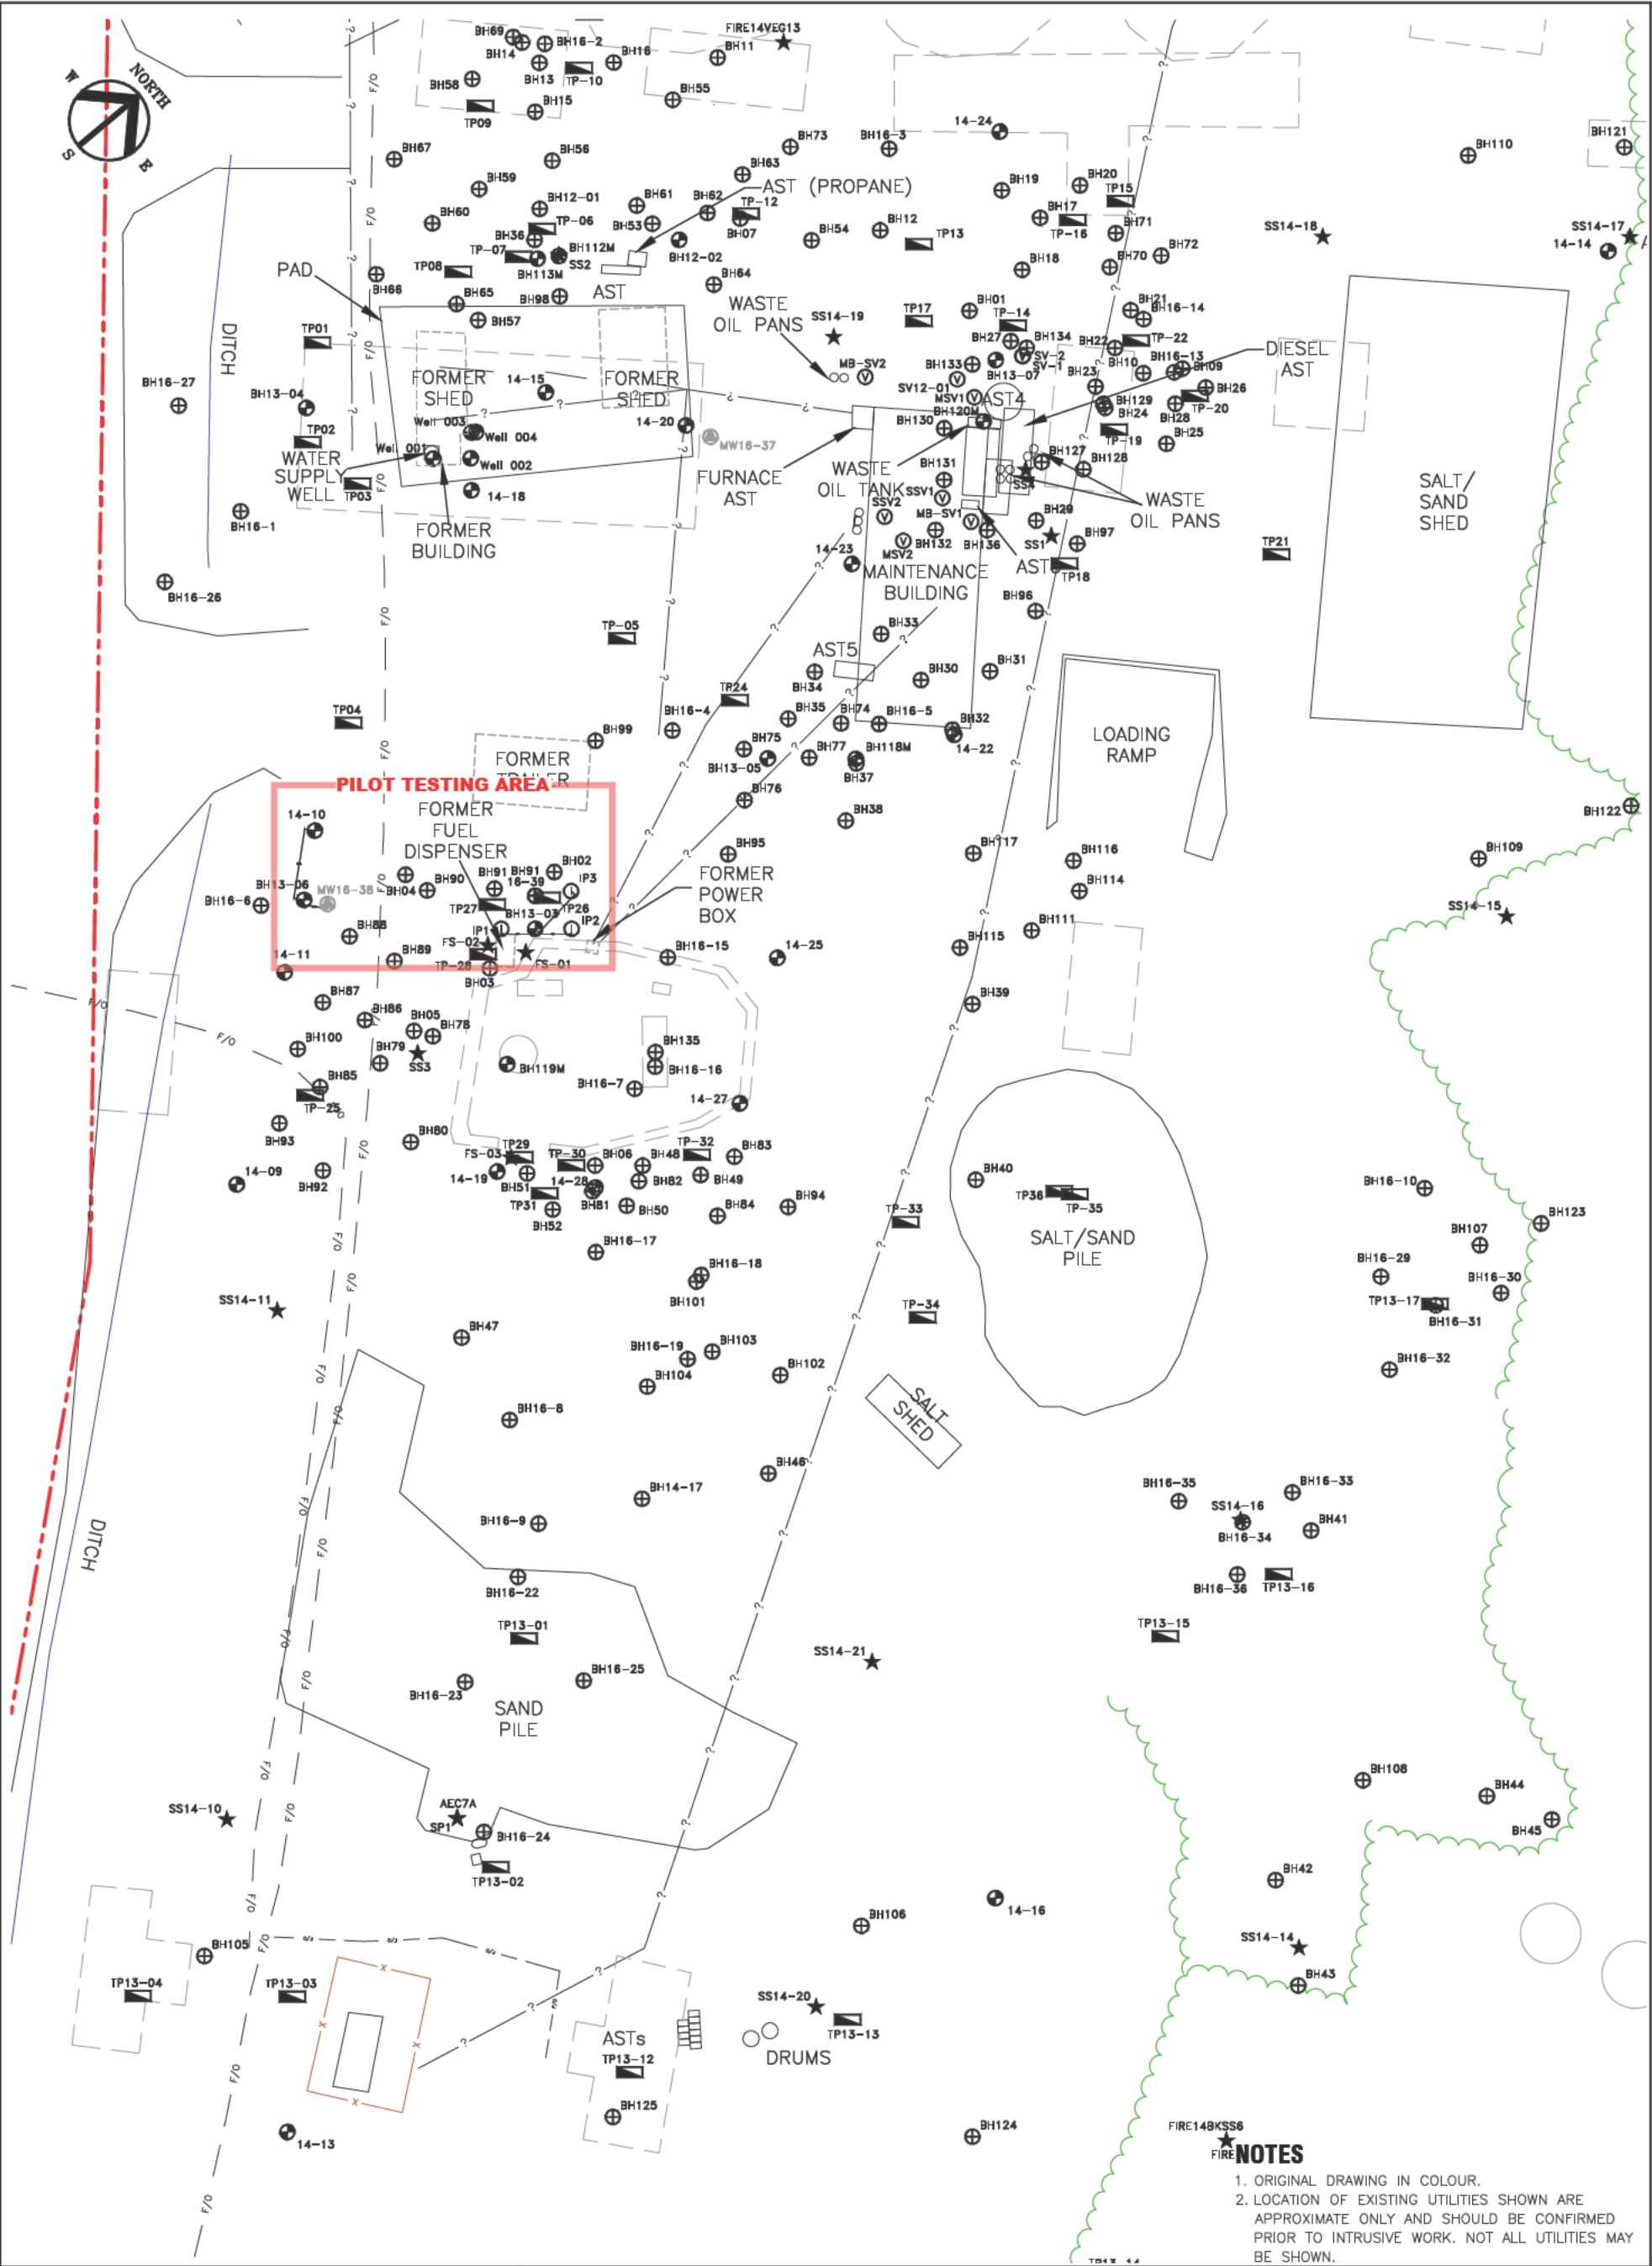 FIRE14VEG13
BH69
BH14
BH16-2
BH13
BH16
TP-10
BH11
BH58
BH15
BH55
TP09
NORTH
W
S
E
BH67
BH56
BH73
BH16-3
14-24
BH110
BH121
BH63
BH59
BH12-01
BH61
BH62
AST (PROPANE)
TP-12
BH19
BH20
TP15
BH60
TP-06
BH53
BH07
BH54
BH12
TP13
BH17
TP-16
BH71
SS14-18
SS14-17
14-14
BH36
TP-07
BH112M
SS2
BH113M
BH12-02
TP08
PAD
BH66
BH65
BH98
AST
BH64
BH18
BH70
BH72
BH57
WASTE
OIL PANS
SS14-19
TP17
BH01
TP-14
BH21
BH16-14
TP01
DITCH
BH27
BH134
BH22
TP-22
DIESEL
AST
SV-2
SV-1
BH133
BH13-07
BH10
BH16-13
BH09
MB-SV2
SV12-01
MSV1
AST4
BH23
BH26
TP-20
BH16-27
BH13-04
FORMER
SHED
14-15
FORMER
SHED
BH120M
BH130
BH129
BH24
BH28
BH25
TP-19
TP02
Well 003
Well 004
Well 001
Well 002
14-20
MW16-37
WATER
SUPPLY
WELL
TP03
14-18
FURNACE
AST
WASTE
OIL TANK
BH131
SSV1
SSV2
SS4
BH127
BH128
WASTE
OIL PANS
SALT/
SAND
SHED
BH16-1
FORMER
BUILDING
MB-SV1
BH29
SS1
BH97
MSV2
BH132
BH136
14-23
MAINTENANCE
BUILDING
AST
TP18
TP21
BH16-26
BH96
TP-05
BH33
AST5
BH34
BH30
BH31
TP24
TP04
BH99
BH16-4
BH35
BH74
BH16-5
BH32
14-22
LOADING
RAMP
FORMER
TRAILER
BH75
BH13-05
BH77
BH118M
BH37
PILOT TESTING AREA
BH76
BH38
BH122
14-10
FORMER
FUEL
DISPENSER
BH95
BH117
BH116
BH109
FORMER
POWER
BOX
BH13-06
MW16-38
BH16-6
BH04
BH90
BH91
BH91
BH02
16-39
IP3
TP27
TP26
BH13-03
IP1
IP2
BH114
SS14-15
BH88
FS-02
BH111
14-11
BH89
TP-28
FS-01
BH03
BH16-15
14-25
BH115
BH87
BH86
BH05
BH78
BH39
BH100
BH79
SS3
BH119M
BH135
BH16-16
BH85
TP-25
BH16-7
14-27
BH93
BH80
FS-03
TP29
TP-30
BH06
BH48
TP-32
BH83
14-09
BH92
14-19
BH51
14-28
BH82
BH49
TP31
BH81
BH50
BH84
BH94
BH52
TP-33
BH40
TP36
TP-35
BH16-10
BH123
BH16-17
SALT/SAND
PILE
BH107
BH16-18
BH101
BH16-29
BH16-30
SS14-11
TP-34
TP13-17
BH16-31
BH47
BH16-19
BH103
BH102
BH104
BH16-32
BH16-8
SALT
SHED
BH46
BH14-17
BH16-35
BH16-33
SS14-16
BH16-34
BH41
BH16-9
DITCH
BH16-22
BH16-36
TP13-16
TP13-01
TP13-15
SS14-21
BH16-23
BH16-25
SAND
PILE
BH108
BH44
SS14-10
AEC7A
SP1
BH16-24
BH45
TP13-02
BH42
14-16
BH106
SS14-14
BH105
BH43
TP13-04
TP13-03
SS14-20
TP13-13
ASTs
TP13-12
DRUMS
BH125
14-13
BH124
FIRE14BKSS6
FIRE
NOTES
1. ORIGINAL DRAWING IN COLOUR.
2. LOCATION OF EXISTING UTILITIES SHOWN ARE
APPROXIMATE ONLY AND SHOULD BE CONFIRMED
PRIOR TO INTRUSIVE WORK. NOT ALL UTILITIES MAY
BE SHOWN.